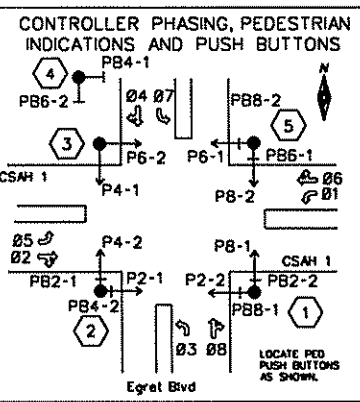 CONTROLLER PHASING, PEDESTRIAN
INDICATIONS AND PUSH BUTTONS
4
PB4-1
PB6-2
Ø4 Ø7
PB8-2
N
3
5
P6-2
P6-1
PB6-1
CSAH 1
P4-1
P8-2
Ø6
Ø1
Ø5
Ø2
P4-2
P8-1
CSAH 1
PB2-1
P2-1
P2-2
PB2-2
PB4-2
PB8-1
2
1
Ø3 Ø8
LOCATE PED
PUSH BUTTONS
AS SHOWN.
Egret Blvd